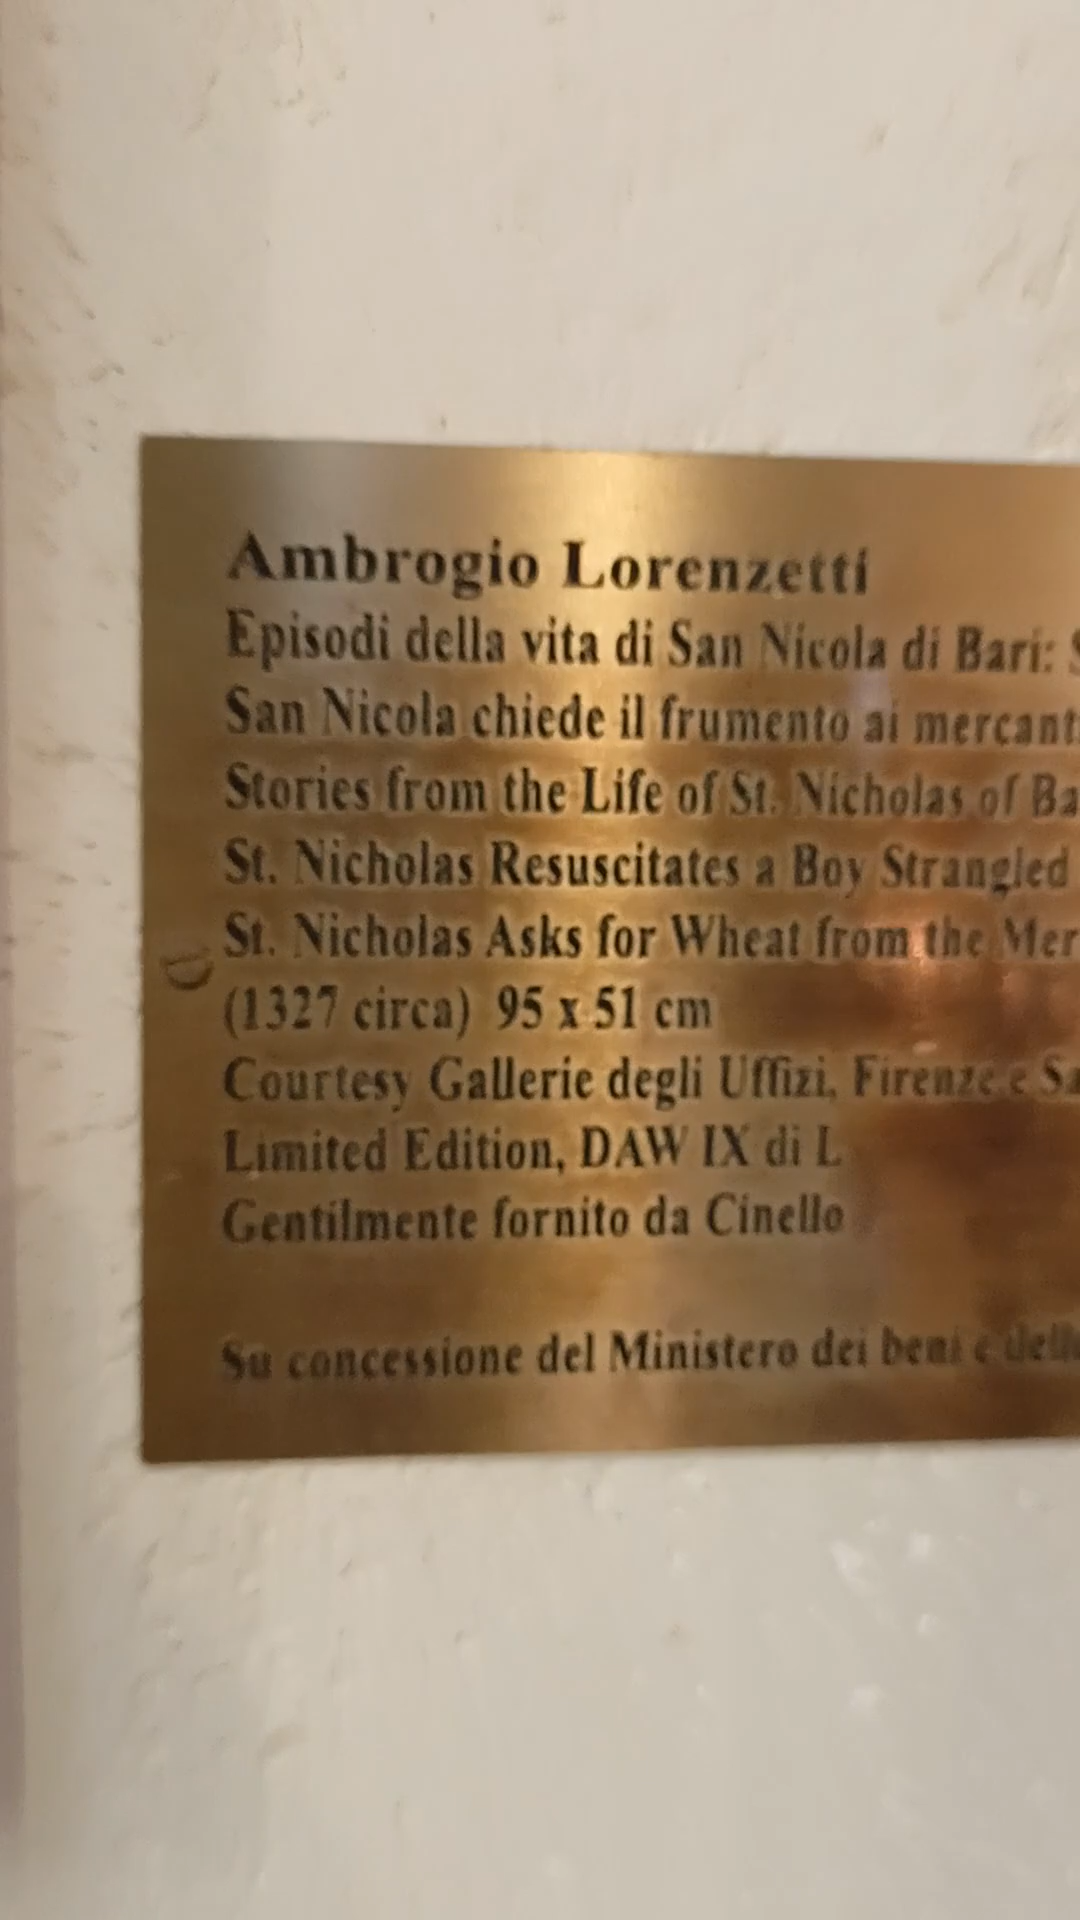 Ambrogio Lorenzetti
Episodi della vita di San Nicola di Bari:
San Nicola chiede il frumento ai mercant
Stories from the Life of St. Nicholas of Ba
St. Nicholas Resuscitates a Boy Strangled
St. Nicholas Asks for Wheat from the Mer
(1327 circa) 95 x 51 cm
Courtesy Gallerie degli Uffizi, Firenze e Sa
Limited Edition, DAW IX di L
Gentilmente fornito da Cinello
Su concessione del Ministero dei beni e delle